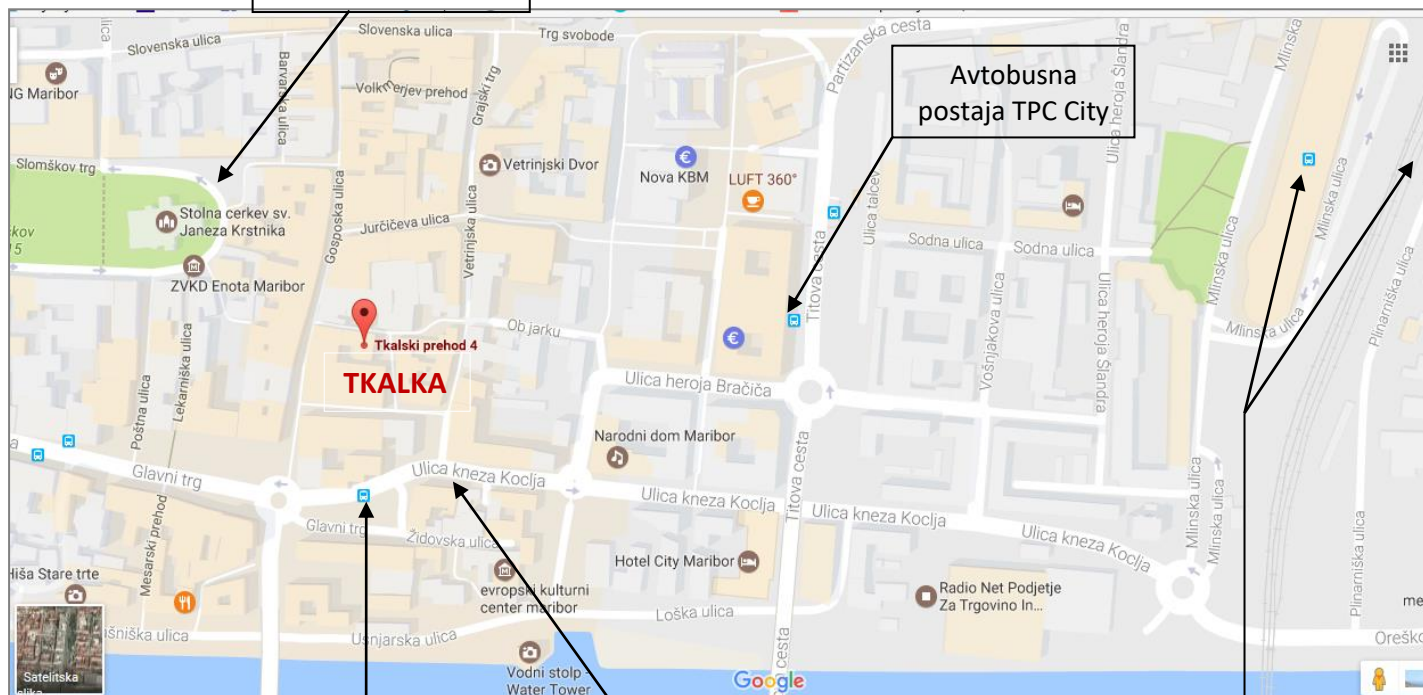 Slovenska ulica
Slovenska ulica
Trg svobode
Partizanska cesta
NG Maribor
Barvarska ulica
Volkmerjev prehod
Grajski trg
Avtobusna
postaja TPC City
Ulica heroja Šlandra
Mlinska
Mlinska
Slomškov trg
Vetrinjski Dvor
Nova KBM
LUFT 360°
Ulica talcev
Stolna cerkev sv.
Janeza Krstnika
Gosposka ulica
Jurčičeva ulica
Vetrinjska ulica
Sodna ulica
Sodna ulica
Mlinska ulica
Mlinska ulica
Plinarniška ulica
ZVKD Enota Maribor
Titova cesta
Ob jarku
Tkalski prehod 4
TKALKA
Mlinska ulica
Vošnjakova ulica
Ulica heroja Šlandra
Ulica heroja Bračiča
Poštna ulica
Lekarniška ulica
Narodni dom Maribor
Glavni trg
Ulica kneza Koclja
Ulica kneza Koclja
Titova cesta
Ulica kneza Koclja
Ulica kneza Koclja
Mlinska ulica
Mlinska ulica
Mesarski prehod
Glavni trg
Židovska ulica
Hotel City Maribor
Plinarniška ulica
Hiša Stare trte
evropski kulturni
center maribor
Radio Net Podjetje
Za Trgovino In...
Loška ulica
Usnjarska ulica
cesta
Satelitska
slika
Vodni stolp -
Water Tower
Google